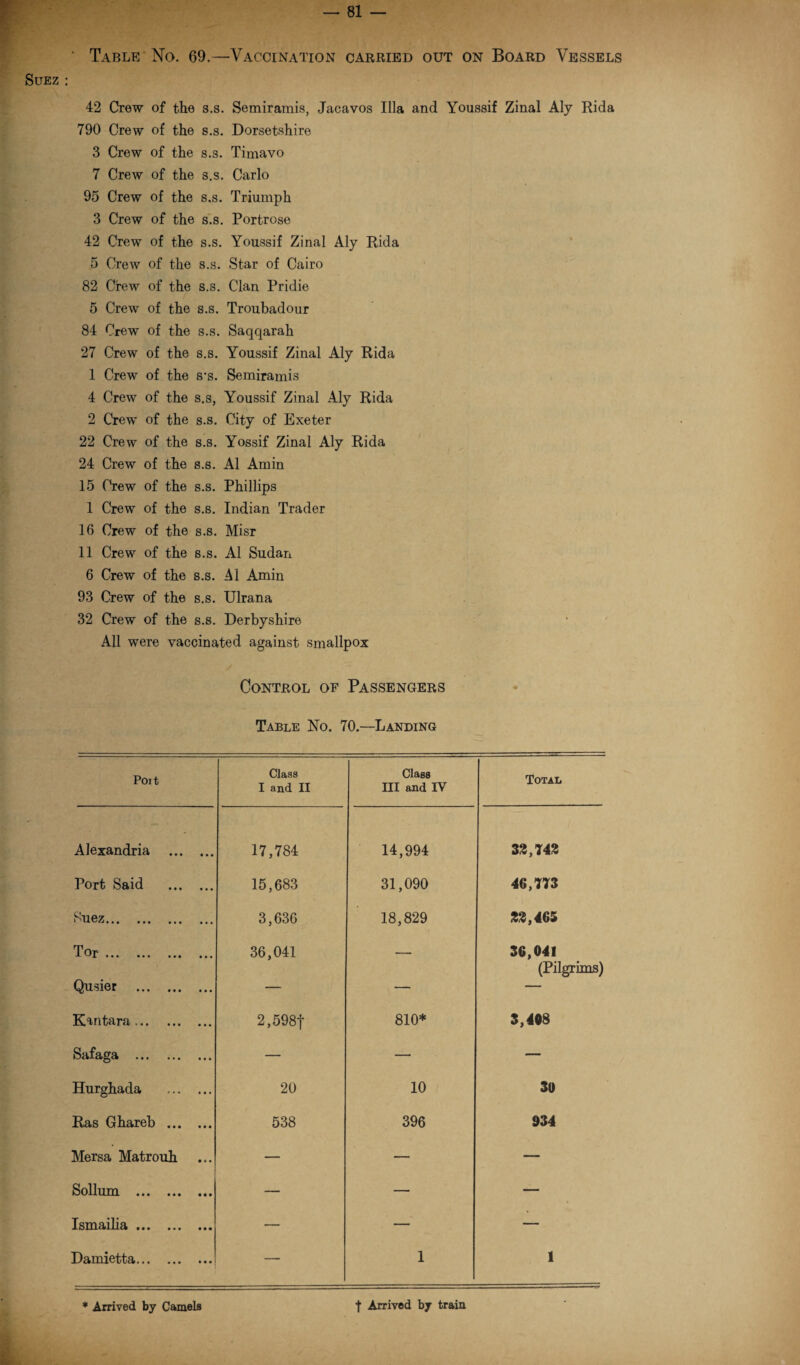 — 81 —
Table No. 69.—Vaccination carried out on Board Vessels
Suez :
42 Crew of the s.s. Semiramis, Jacavos Illa and Youssif Zinal Aly Rida
790 Crew of the s.s. Dorsetshire
3 Crew of the s.s. Timavo
7 Crew of the s.s. Carlo
95 Crew of the s.s. Triumph
3 Crew of the s.s. Portrose
42 Crew of the s.s. Youssif Zinal Aly Rida
5 Crew of the s.s. Star of Cairo
82 Crew of the s.s. Clan Pridie
5 Crew of the s.s. Troubadour
84 Crew of the s.s. Saqqarah
27 Crew of the s.s. Youssif Zinal Aly Rida
1 Crew of the s·s. Semiramis
4 Crew of the s.s, Youssif Zinal Aly Rida
2 Crew of the s.s. City of Exeter
22 Crew of the s.s. Yossif Zinal Aly Rida
24 Crew of the s.s. Al Amin
15 Crew of the s.s. Phillips
1 Crew of the s.s. Indian Trader
16 Crew of the s.s. Misr
11 Crew of the s.s. Al Sudan
6 Crew of the s.s. Al Amin
93 Crew of the s.s. Ulrana
32 Crew of the s.s. Derbyshire
All were vaccinated against smallpox
Control of Passengers
Table No. 70.—Landing
Port Class I and II Class III and IV Total
Alexandria ... ... 17,784 14,994 32,742
Port Said ... ... 15,683 31,090 46,773
Suez... ... ... ... 3,636 18,829 22,465
Tor ... ... ... ... 36,041 — 36,041
(Pilgrims)
Qusier ... ... ... — — —
Kantara ... ... ... 2,598† 810* 3,408
Safaga ... ... ... — — —
Hurghada ... ... 20 10 30
Ras Ghareb ... ... 538 396 934
Mersa Matrouh ... — — —
Sollum ... ... ... — — —
Ismailia ... ... ... — — —
Damietta... ... ... — 1 1
* Arrived by Camels † Arrived by train